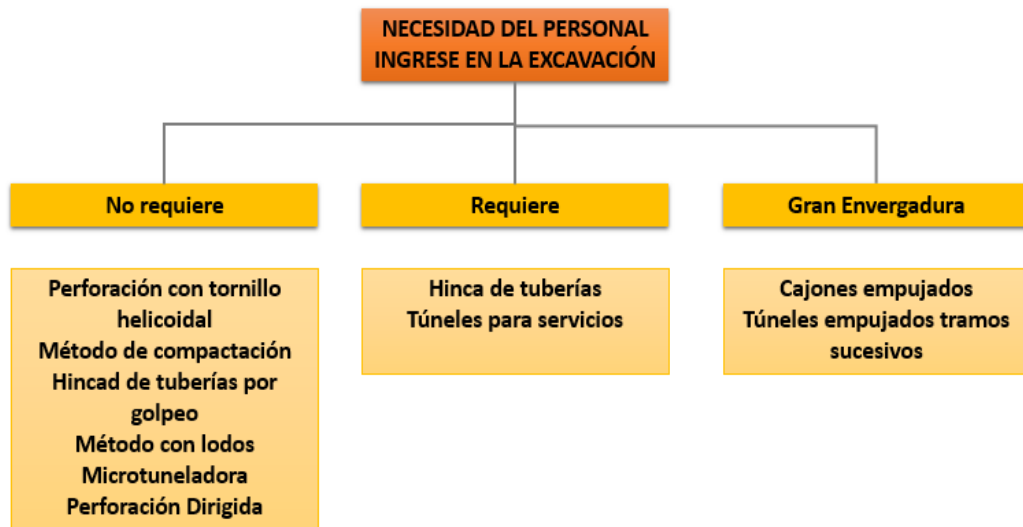 NECESIDAD DEL PERSONAL
INGRESE EN LA EXCAVACIÓN
No requiere
Requiere
Gran Envergadura
Perforación con tornillo
helicoidal
Método de compactación
Hincad de tuberías por
golpeo
Método con lodos
Microtuneladora
Perforación Dirigida
Hinca de tuberías
Túneles para servicios
Cajones empujados
Túneles empujados tramos
sucesivos